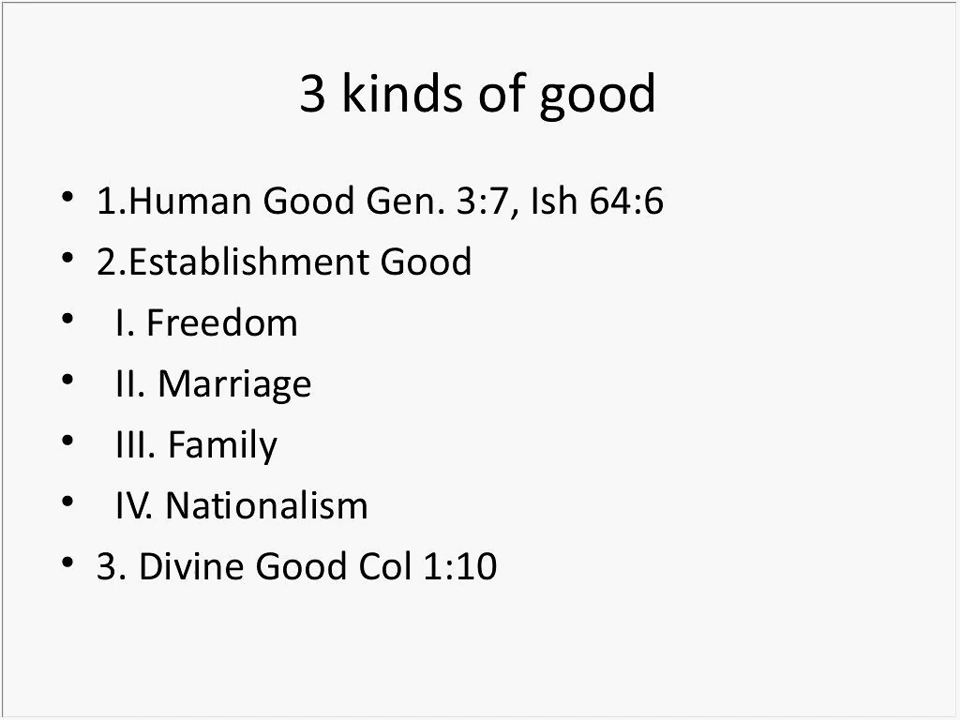 3 kinds of good
• 1.Human Good Gen. 3:7, Ish 64:6
• 2.Establishment Good
• I. Freedom
• II. Marriage
• III. Family
• IV. Nationalism
• 3. Divine Good Col 1:10